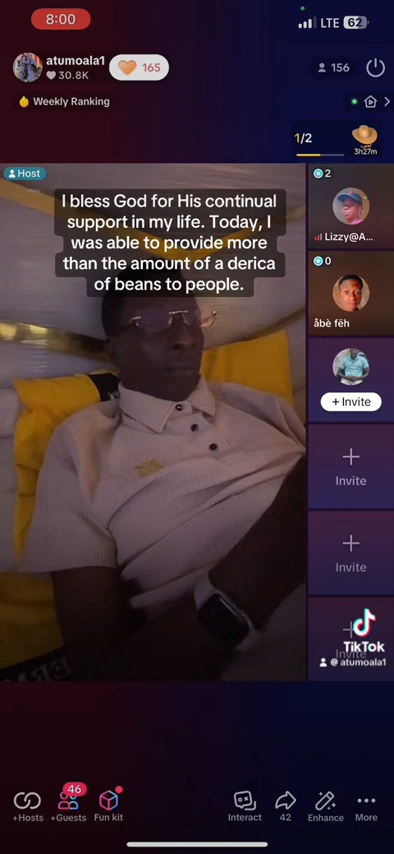 8:00
LTE 62
atumoala1
30.8K
165
156
Weekly Ranking
1/2
3h27m
Host
I bless God for His continual
support in my life. Today, I
was able to provide more
than the amount of a derica
of beans to people.
2
Lizzy@A...
0
àbè fëh
+ Invite
Invite
Invite
Invite
TikTok
@atumoala1
46
+Hosts
+Guests
Fun kit
Interact
42
Enhance
More